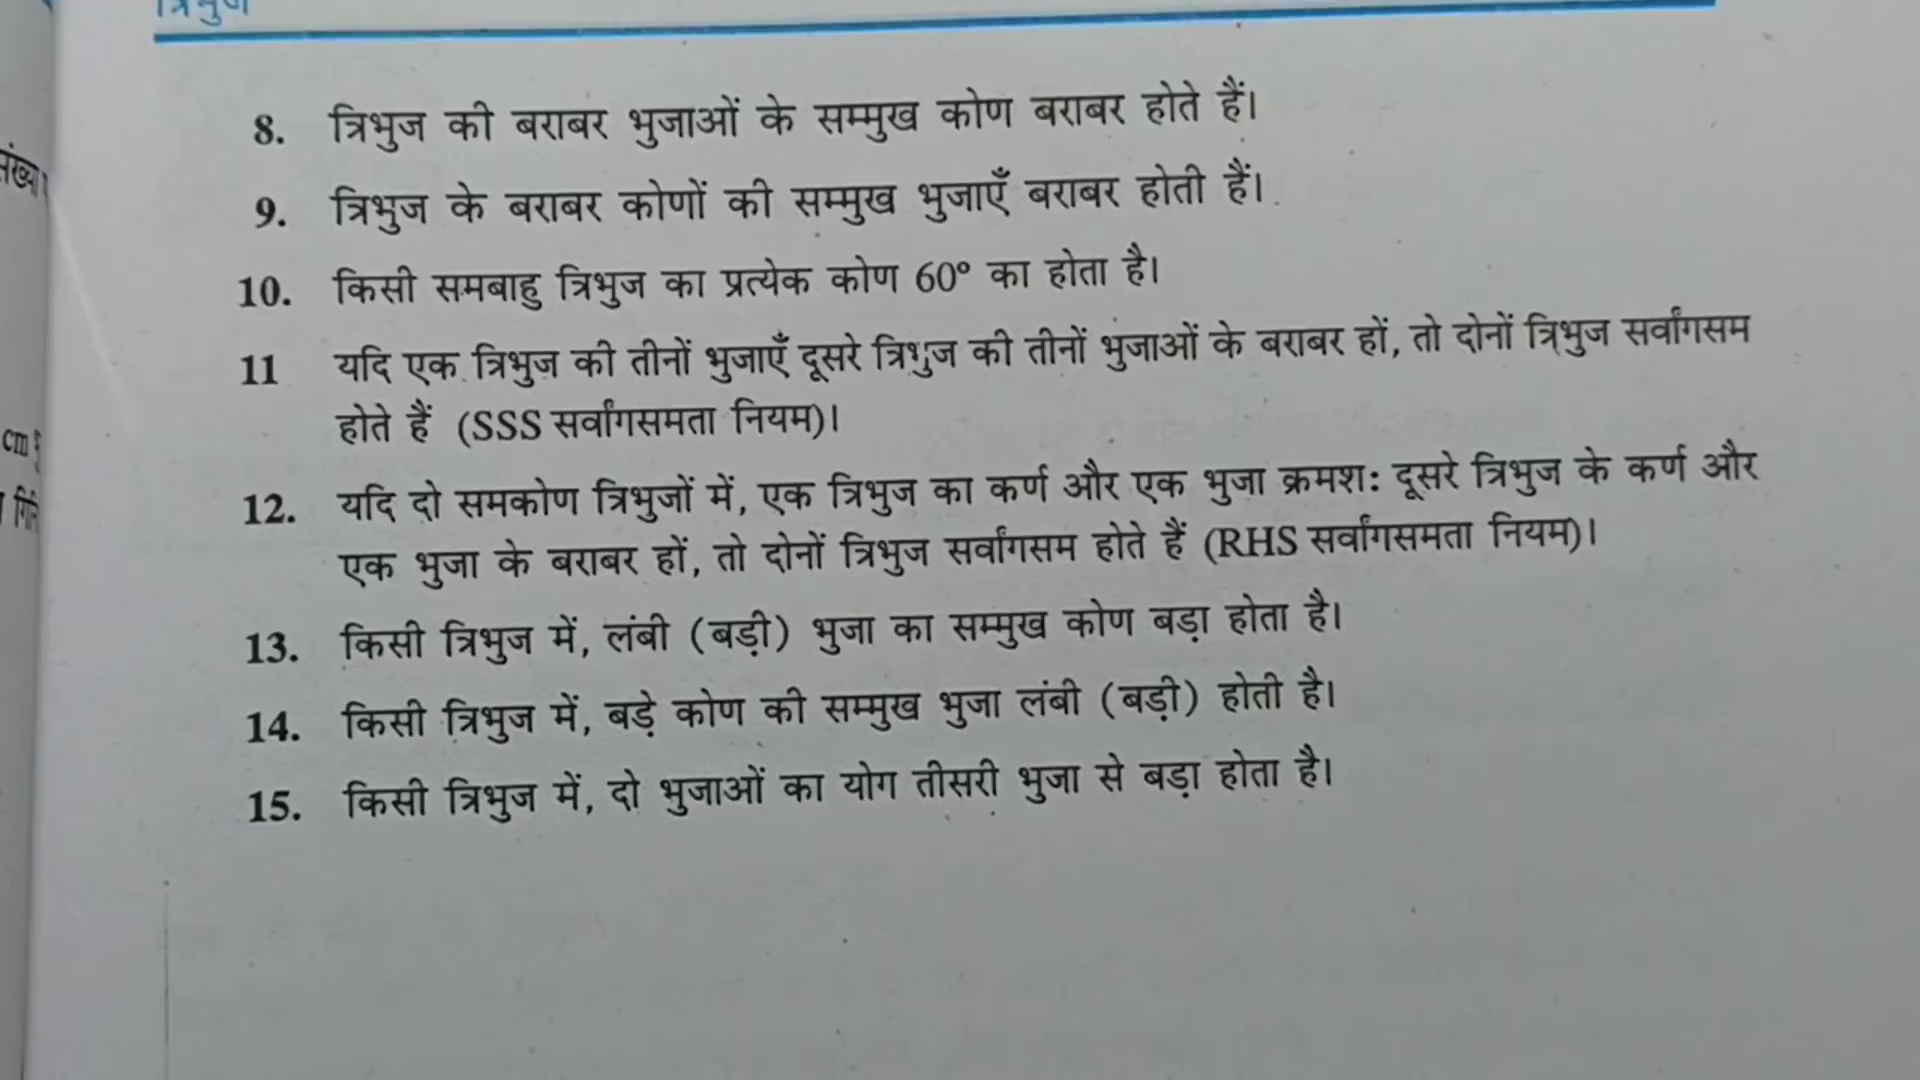 त्रिभुज
8. त्रिभुज की बराबर भुजाओं के सम्मुख कोण बराबर होते हैं।
9. त्रिभुज के बराबर कोणों की सम्मुख भुजाएँ बराबर होती हैं।
10. किसी समबाहु त्रिभुज का प्रत्येक कोण 60° का होता है।
11 यदि एक त्रिभुज की तीनों भुजाएँ दूसरे त्रिभुज की तीनों भुजाओं के बराबर हों, तो दोनों त्रिभुज सर्वांगसम
होते हैं (SSS सर्वांगसमता नियम)।
12. यदि दो समकोण त्रिभुजों में, एक त्रिभुज का कर्ण और एक भुजा क्रमशः दूसरे त्रिभुज के कर्ण और
एक भुजा के बराबर हों, तो दोनों त्रिभुज सर्वांगसम होते हैं (RHS सर्वांगसमता नियम)।
13. किसी त्रिभुज में, लंबी (बड़ी) भुजा का सम्मुख कोण बड़ा होता है।
14. किसी त्रिभुज में, बड़े कोण की सम्मुख भुजा लंबी (बड़ी) होती है।
15. किसी त्रिभुज में, दो भुजाओं का योग तीसरी भुजा से बड़ा होता है।
cm